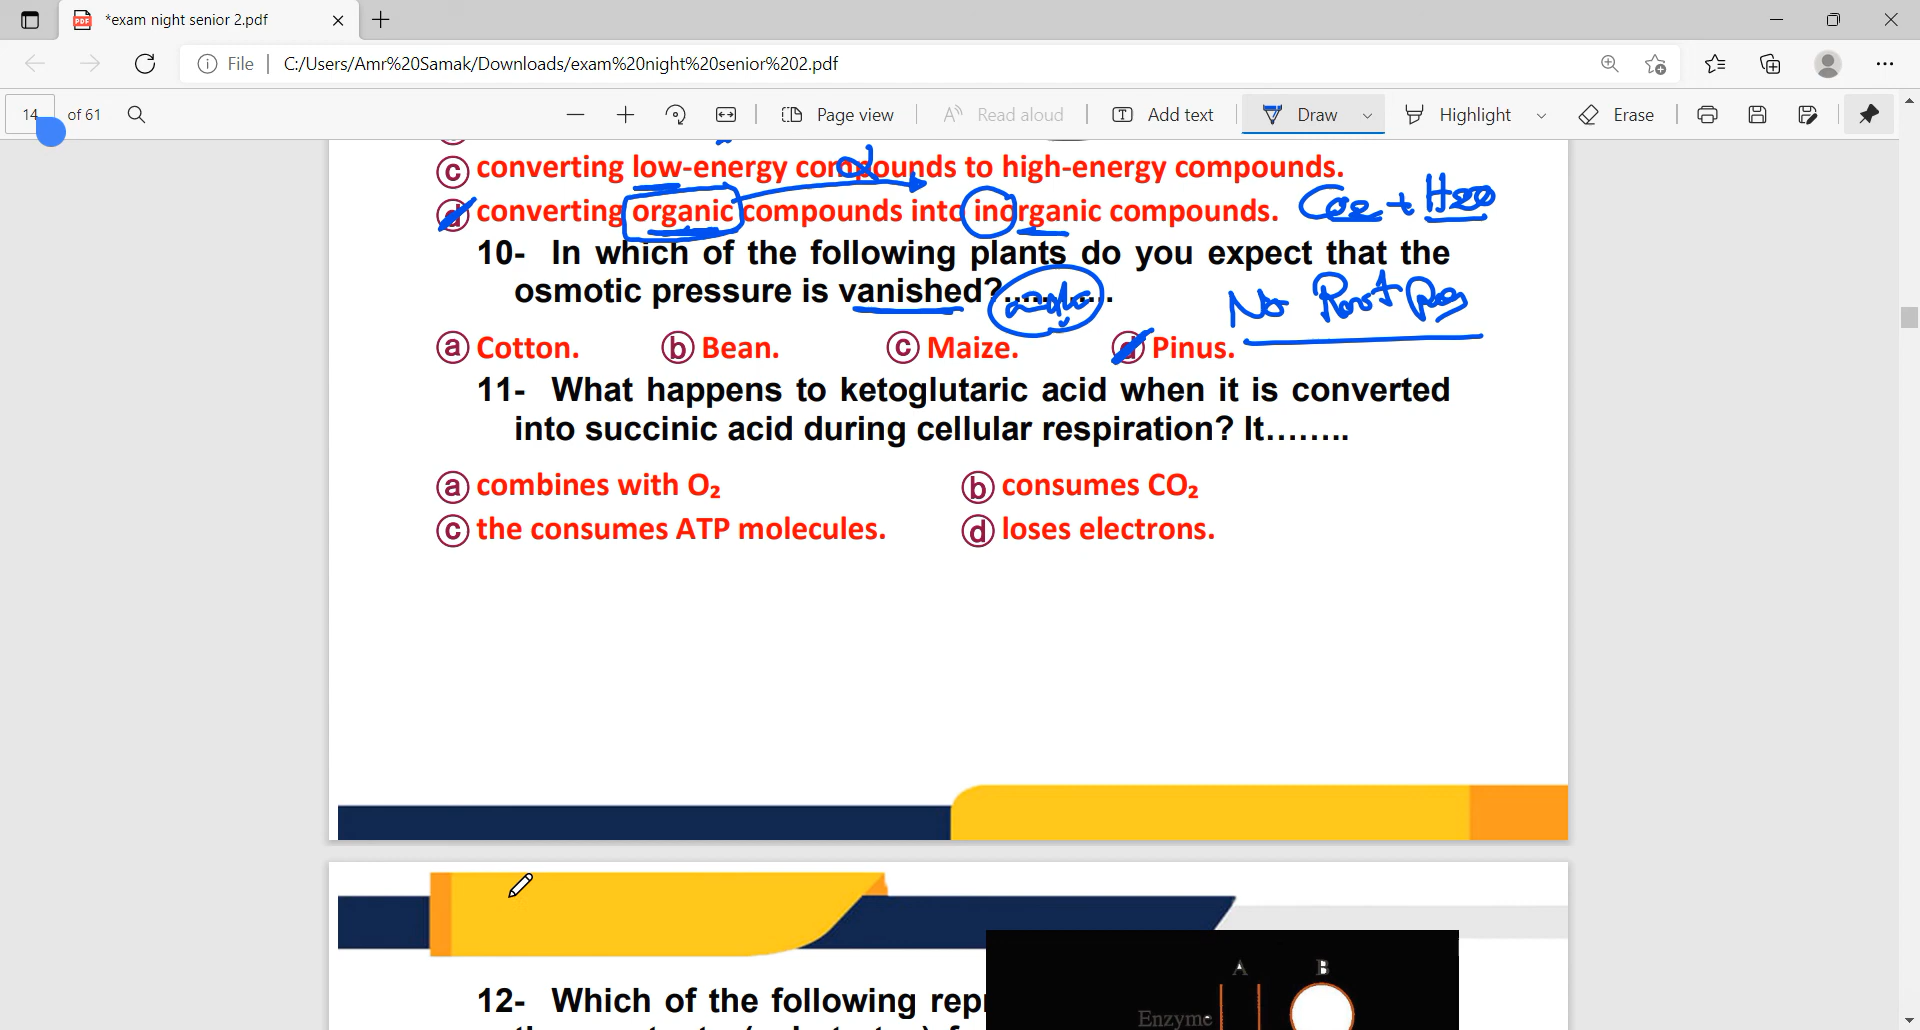 *exam night senior 2.pdf
File
C:/Users/Amr%20Samak/Downloads/exam%20night%20senior%202.pdf
14 of 61
Page view
Read aloud
Add text
Draw
Highlight
Erase
c converting low-energy compounds to high-energy compounds.
d converting organic compounds into inorganic compounds. Co2 + H2o
10- In which of the following plants do you expect that the
osmotic pressure is vanished?............
No Root
a Cotton. b Bean. c Maize. d Pinus.
11- What happens to ketoglutaric acid when it is converted
into succinic acid during cellular respiration? It........
a combines with O₂ b consumes CO₂
c the consumes ATP molecules. d loses electrons.
A B
12- Which of the following
Enzyme